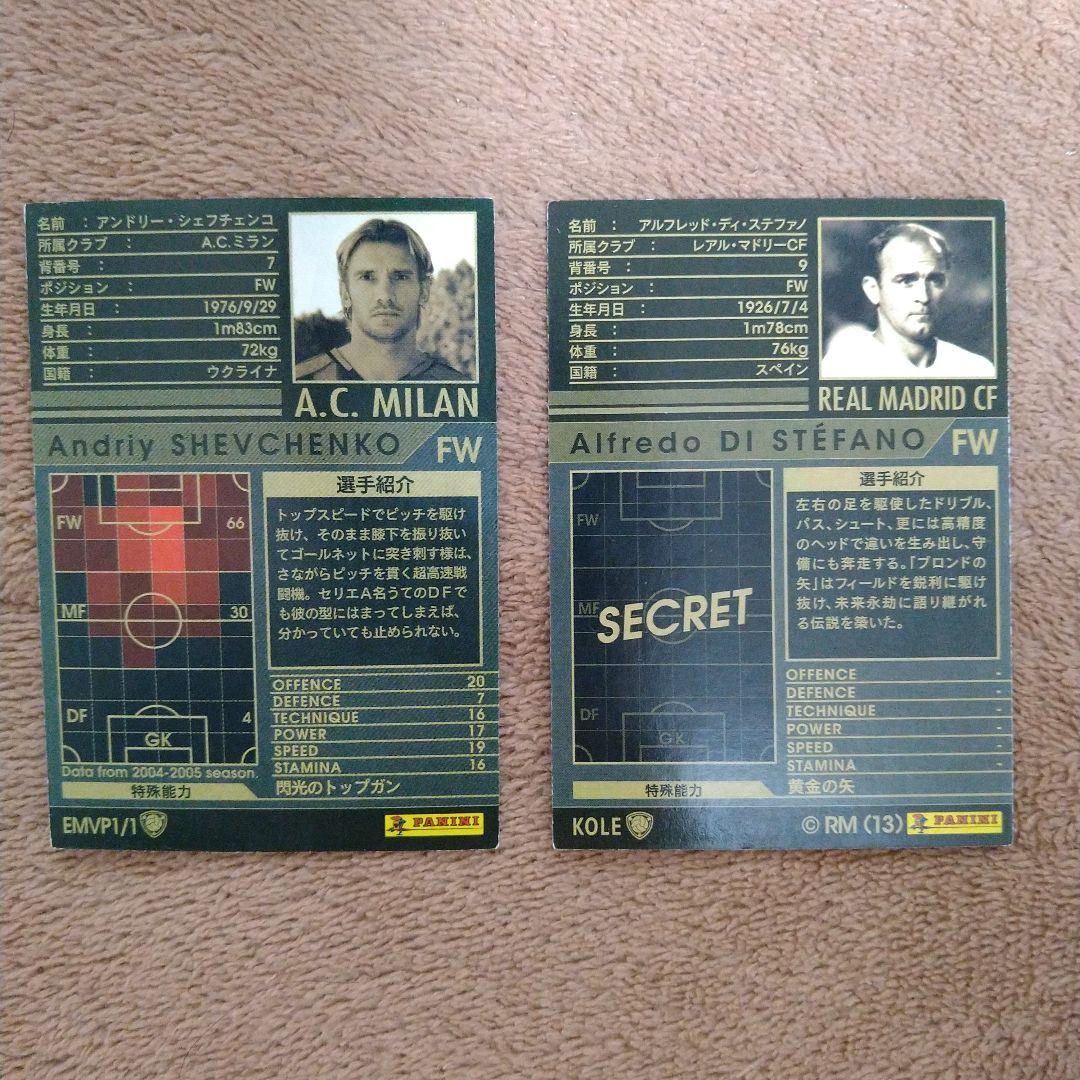 名前 : アンドリー・シェフチェンコ
所属クラブ : A.C.ミラン
背番号 : 7
ポジション : FW
生年月日 : 1976/9/29
身長 : 1m83cm
体重 : 72kg
国籍 : ウクライナ
A.C. MILAN
Andriy SHEVCHENKO FW
FW 66
MF 30
DF 4
GK
Data from 2004-2005 season.
選手紹介
トップスピードでピッチを駆け
抜け、そのまま膝下を振り抜い
てゴールネットに突き刺す様は、
さながらピッチを貫く超高速戦
闘機。セリエA名うてのDFで
も彼の型にはまってしまえば、
分かっていても止められない。
OFFENCE 20
DEFENCE 7
TECHNIQUE 16
POWER 17
SPEED 19
STAMINA 16
特殊能力 閃光のトップガン
EMVP1/1 PANINI
名前 : アルフレッド・ディ・ステファノ
所属クラブ : レアル・マドリーCF
背番号 : 9
ポジション : FW
生年月日 : 1926/7/4
身長 : 1m78cm
体重 : 76kg
国籍 : スペイン
REAL MADRID CF
Alfredo DI STÉFANO FW
FW
MF
SECRET
DF
GK
選手紹介
左右の足を駆使したドリブル、
パス、シュート、更には高精度
のヘッドで違いを生み出し、守
備にも奔走する。「ブロンドの
矢」はフィールドを鋭利に駆け
抜け、未来永劫に語り継がれ
る伝説を築いた。
OFFENCE -
DEFENCE -
TECHNIQUE -
POWER -
SPEED -
STAMINA -
特殊能力 黄金の矢
KOLE © RM (13) PANINI